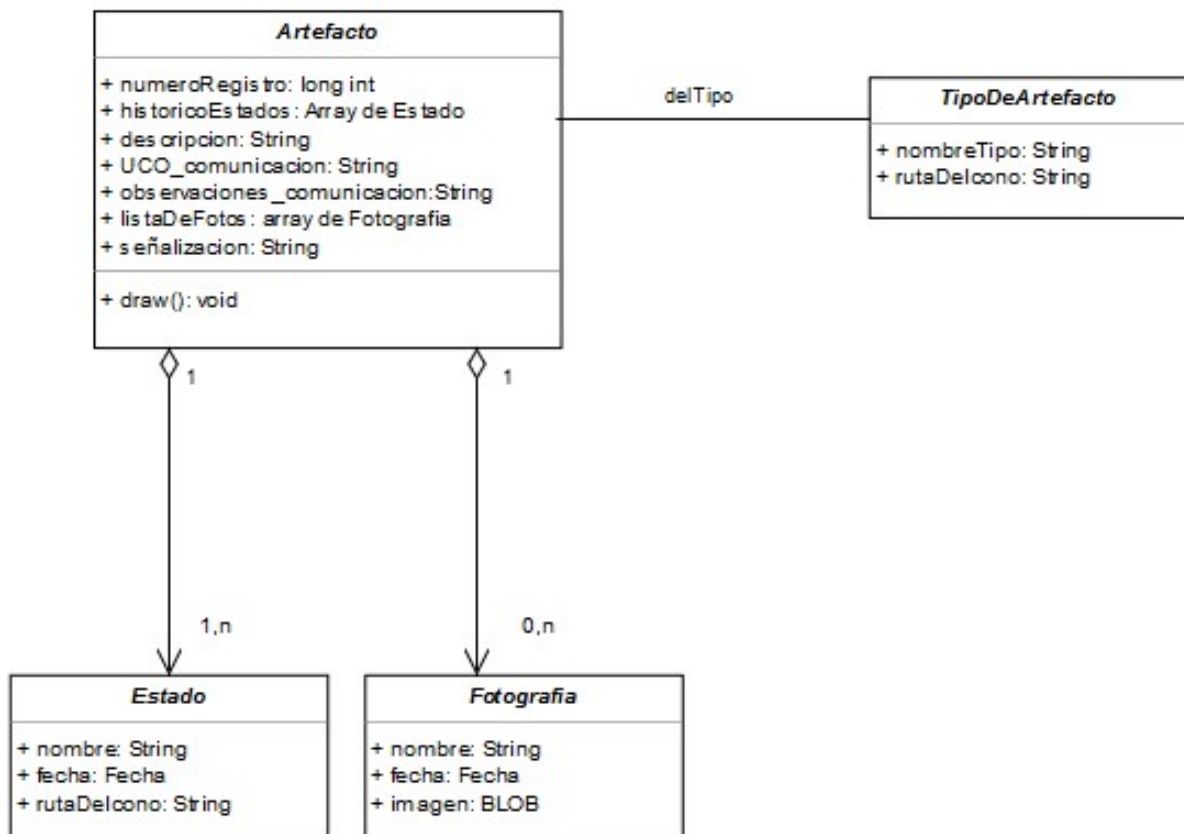 Artefacto
+ numeroRegistro: long int
+ historicoEstados: Array de Estado
+ descripcion: String
+ UCO_comunicacion: String
+ observaciones_comunicacion:String
+ listaDeFotos: array de Fotografia
+ señalizacion: String
+ draw(): void
delTipo
TipoDeArtefacto
+ nombreTipo: String
+ rutaDeIcono: String
1
1
1,n
0,n
Estado
+ nombre: String
+ fecha: Fecha
+ rutaDeIcono: String
Fotografia
+ nombre: String
+ fecha: Fecha
+ imagen: BLOB